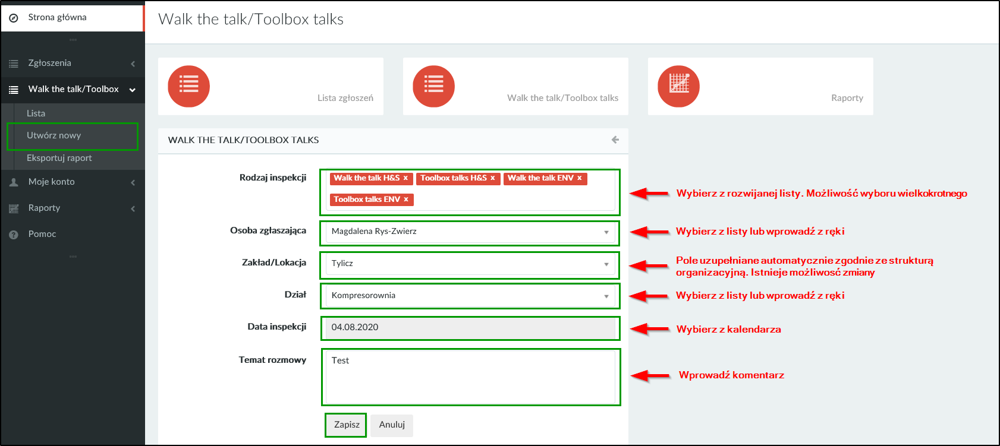 Strona główna
Zgłoszenia
Walk the talk/Toolbox
Lista
Utwórz nowy
Eksportuj raport
Moje konto
Raporty
Pomoc
Walk the talk/Toolbox talks
Lista zgłoszeń
Walk the talk/Toolbox talks
Raporty
WALK THE TALK/TOOLBOX TALKS
Rodzaj inspekcji
Walk the talk H&S x Toolbox talks H&S x Walk the talk ENV x
Toolbox talks ENV x
Wybierz z rozwijanej listy. Możliwość wyboru wielkokrotnego
Osoba zgłaszająca
Magdalena Rys-Zwierz
Wybierz z listy lub wprowadź z ręki
Zakład/Lokacja
Tylicz
Pole uzupełniane automatycznie zgodnie ze strukturą
organizacyjną. Istnieje możliwosć zmiany
Dział
Kompresorownia
Wybierz z listy lub wprowadź z ręki
Data inspekcji
04.08.2020
Wybierz z kalendarza
Temat rozmowy
Test
Wprowadź komentarz
Zapisz
Anuluj